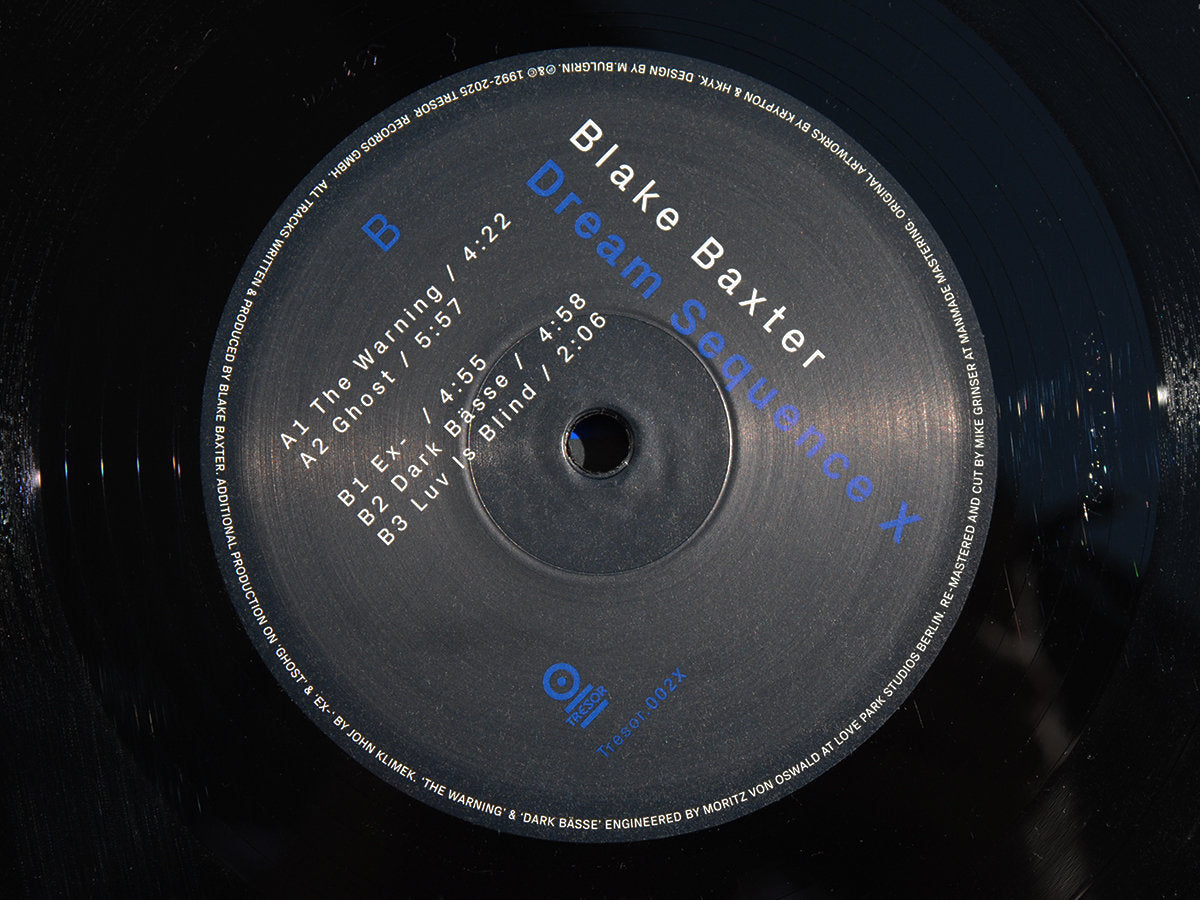 Blake Baxter
Dream Sequence X
B
A1 The Warning / 4:22
A2 Ghost / 5:57
B1 Ex- / 4:55
B2 Dark Bässe / 4:58
B3 Luv Is Blind / 2:06
TRESOR
Tresor.002X
ALL TRACKS WRITTEN & PRODUCED BY BLAKE BAXTER. ADDITIONAL PRODUCTION ON ‘GHOST’ & ‘EX-’ BY JOHN KLIMEK. ‘THE WARNING’ & ‘DARK BÄSSE’ ENGINEERED BY MORITZ VON OSWALD AT LOVE PARK STUDIOS BERLIN. RE-MASTERED AND CUT BY MIKE GRINSER AT MANMADE MASTERING. ORIGINAL ARTWORKS BY KRYPTON & HKYK. DESIGN BY M.BULGRIN. ℗&© 1992-2025 TRESOR RECORDS GMBH.